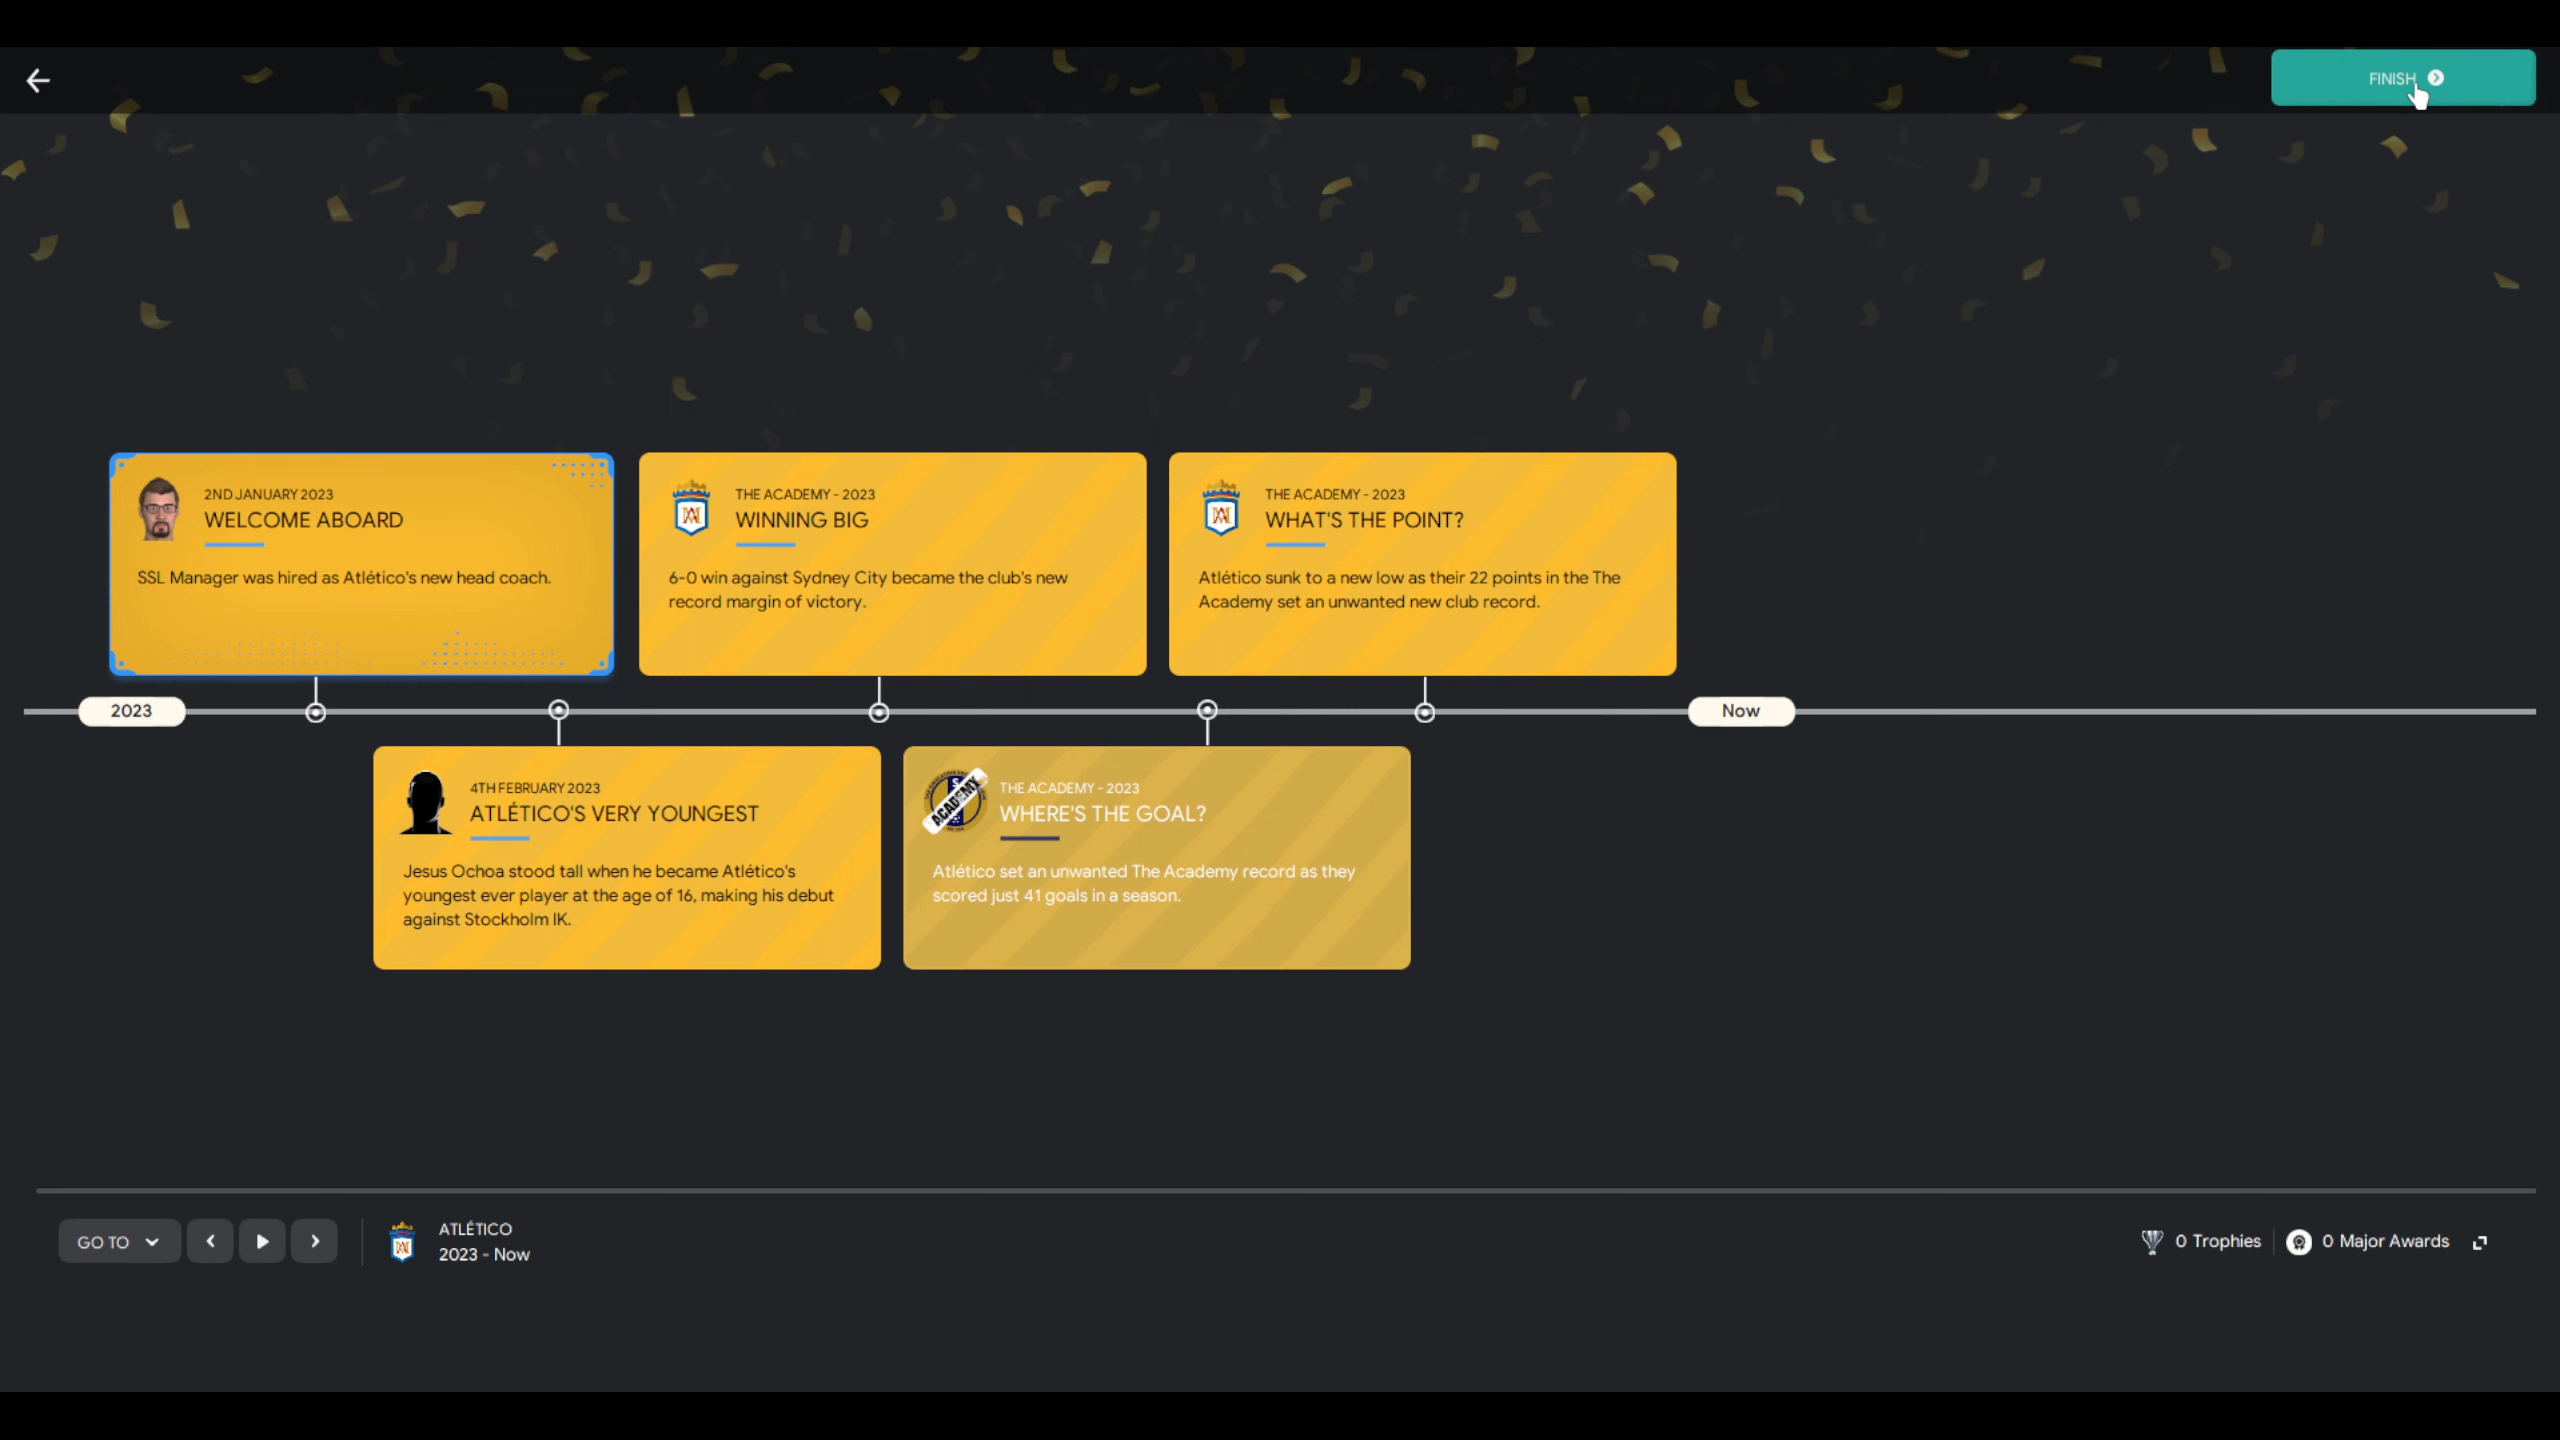 FINISH
2ND JANUARY 2023
WELCOME ABOARD
SSL Manager was hired as Atlético's new head coach.
THE ACADEMY - 2023
WINNING BIG
6-0 win against Sydney City became the club's new
record margin of victory.
THE ACADEMY - 2023
WHAT'S THE POINT?
Atlético sunk to a new low as their 22 points in the The
Academy set an unwanted new club record.
2023
Now
4TH FEBRUARY 2023
ATLÉTICO'S VERY YOUNGEST
Jesus Ochoa stood tall when he became Atlético's
youngest ever player at the age of 16, making his debut
against Stockholm IK.
ACADEMY
THE ACADEMY - 2023
WHERE'S THE GOAL?
Atlético set an unwanted The Academy record as they
scored just 41 goals in a season.
GO TO
ATLÉTICO
2023 - Now
0 Trophies
0 Major Awards